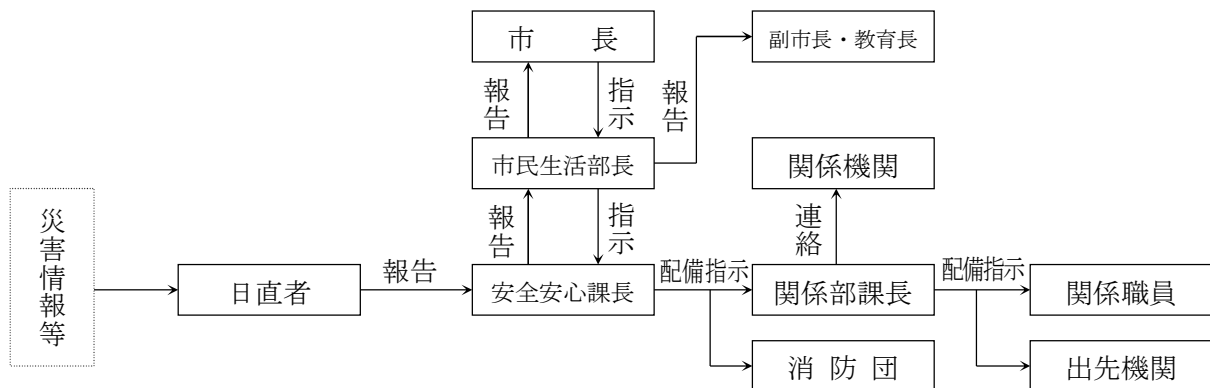 市　　長
副市長・教育長
報告
指示
報告
市民生活部長
関係機関
災害情報等
報告
指示
連絡
日直者
報告
安全安心課長
配備指示
関係部課長
配備指示
関係職員
消 防 団
出先機関